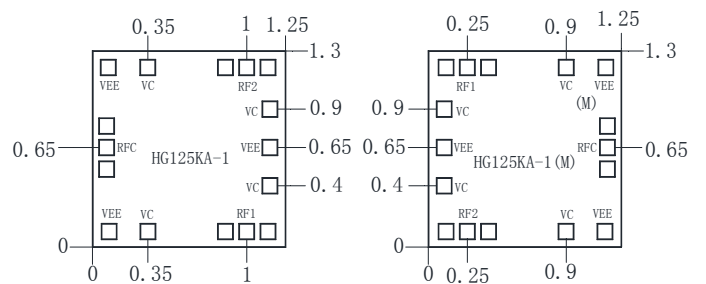 0.35 1 1.25
1.3
VEE VC RF2
VC 0.9
0.65 RFC VEE 0.65
HG125KA-1
VC 0.4
VEE VC RF1
0
0 0.35 1
0.25 0.9 1.25
1.3
RF1 VC VEE
(M)
0.9 VC
0.65 VEE RFC 0.65
HG125KA-1(M)
0.4 VC
RF2 VC VEE
0
0 0.25 0.9